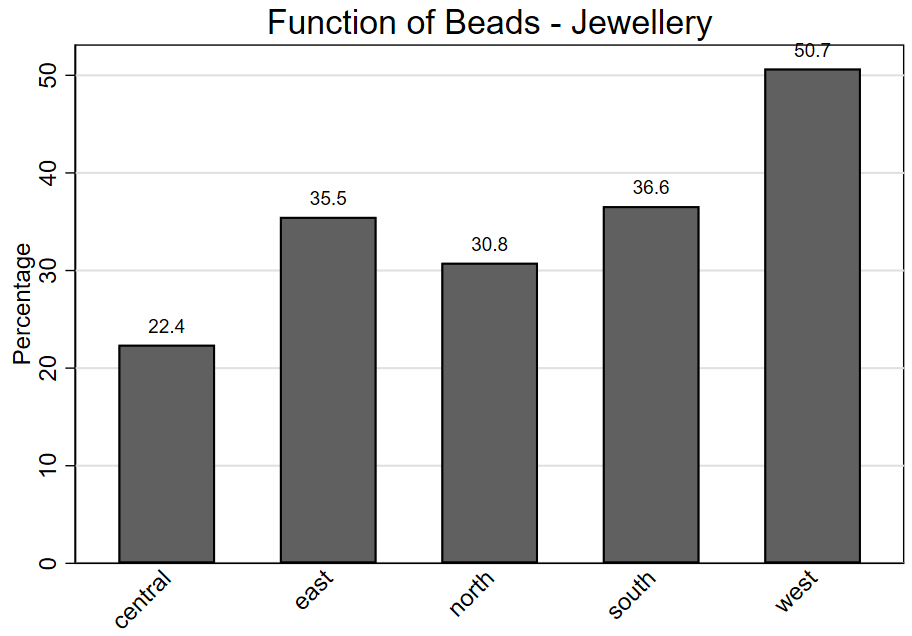 Function of Beads - Jewellery
Percentage
50
40
30
20
10
0
22.4
35.5
30.8
36.6
50.7
central
east
north
south
west